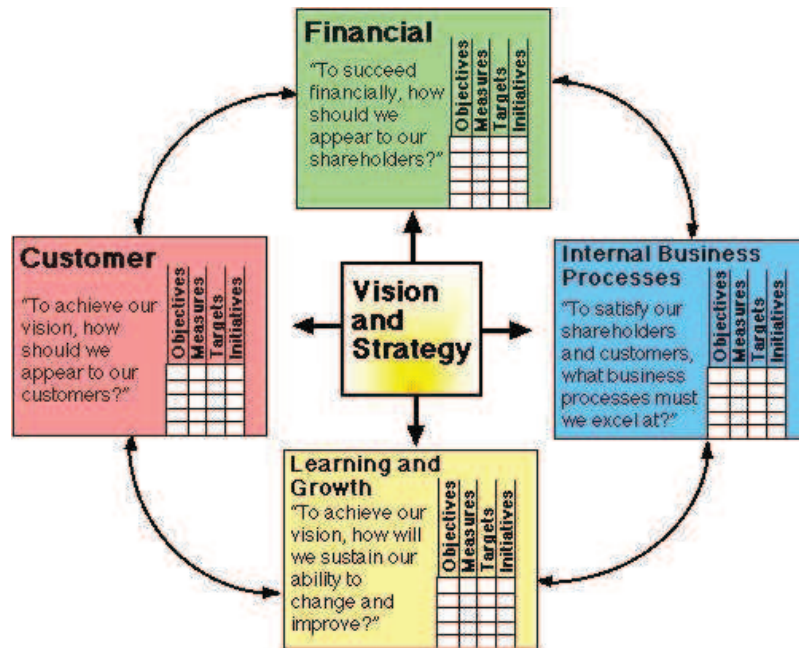 Financial
“To succeed
financially, how
should we
appear to our
shareholders?”
Objectives
Measures
Targets
Initiatives
Customer
“To achieve our
vision, how
should we
appear to our
customers?”
Objectives
Measures
Targets
Initiatives
Vision
and
Strategy
Internal Business
Processes
“To satisfy our
shareholders
and customers,
what business
processes must
we excel at?”
Objectives
Measures
Targets
Initiatives
Learning and
Growth
“To achieve our
vision, how will
we sustain our
ability to
change and
improve?”
Objectives
Measures
Targets
Initiatives